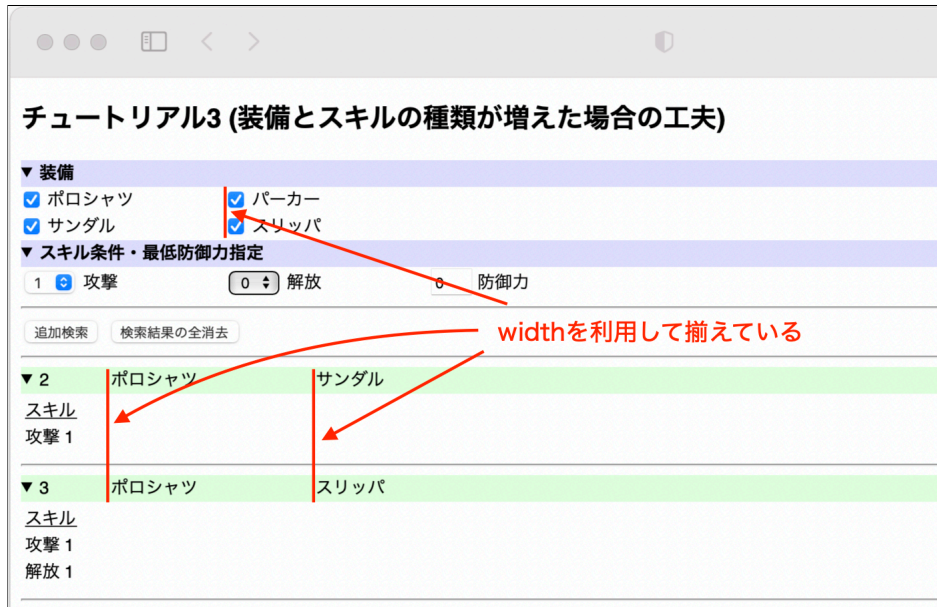 チュートリアル3 (装備とスキルの種類が増えた場合の工夫)
▼ 装備
ポロシャツ パーカー
サンダル スリッパ
▼ スキル条件・最低防御力指定
1 攻撃 0 解放 0 防御力
追加検索 検索結果の全消去
widthを利用して揃えている
▼ 2 ポロシャツ サンダル
スキル
攻撃 1
▼ 3 ポロシャツ スリッパ
スキル
攻撃 1
解放 1